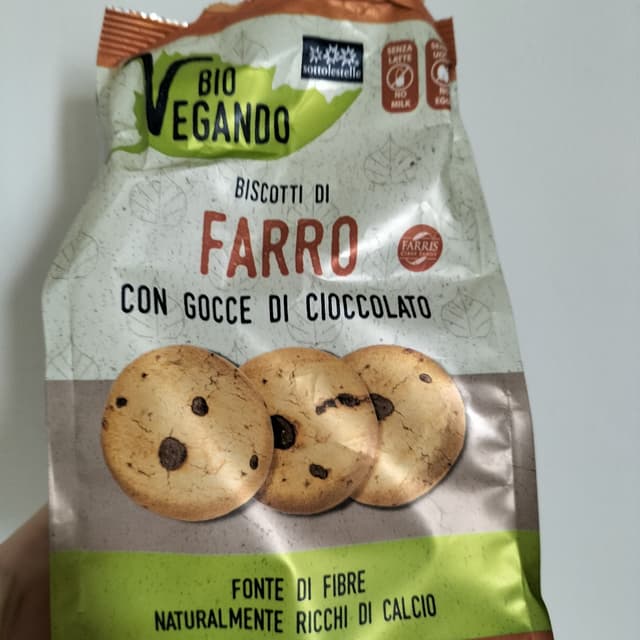 BIO
VEGANDO
sottolestelle
SENZA
LATTE
NO
MILK
NO
BISCOTTI DI
FARRO
FARRIS
CON GOCCE DI CIOCCOLATO
FONTE DI FIBRE
NATURALMENTE RICCHI DI CALCIO